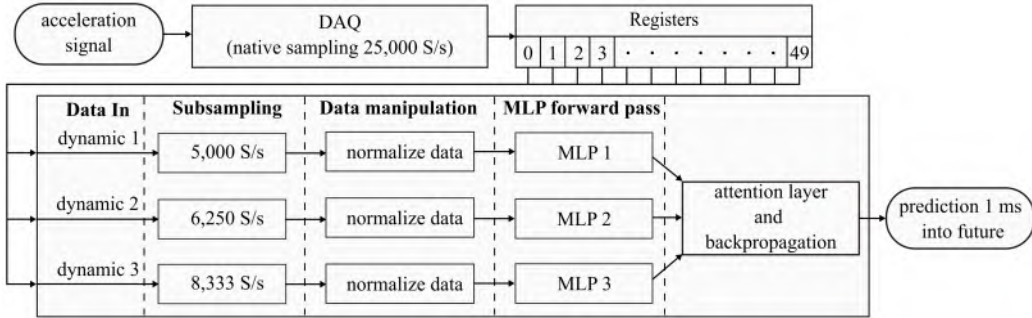 acceleration
signal
DAQ
(native sampling 25,000 S/s)
Registers
0 1 2 3 . . . . . . . 49
Data In
Subsampling
Data manipulation
MLP forward pass
dynamic 1
5,000 S/s
normalize data
MLP 1
dynamic 2
6,250 S/s
normalize data
MLP 2
dynamic 3
8,333 S/s
normalize data
MLP 3
attention layer
and
backpropagation
prediction 1 ms
into future